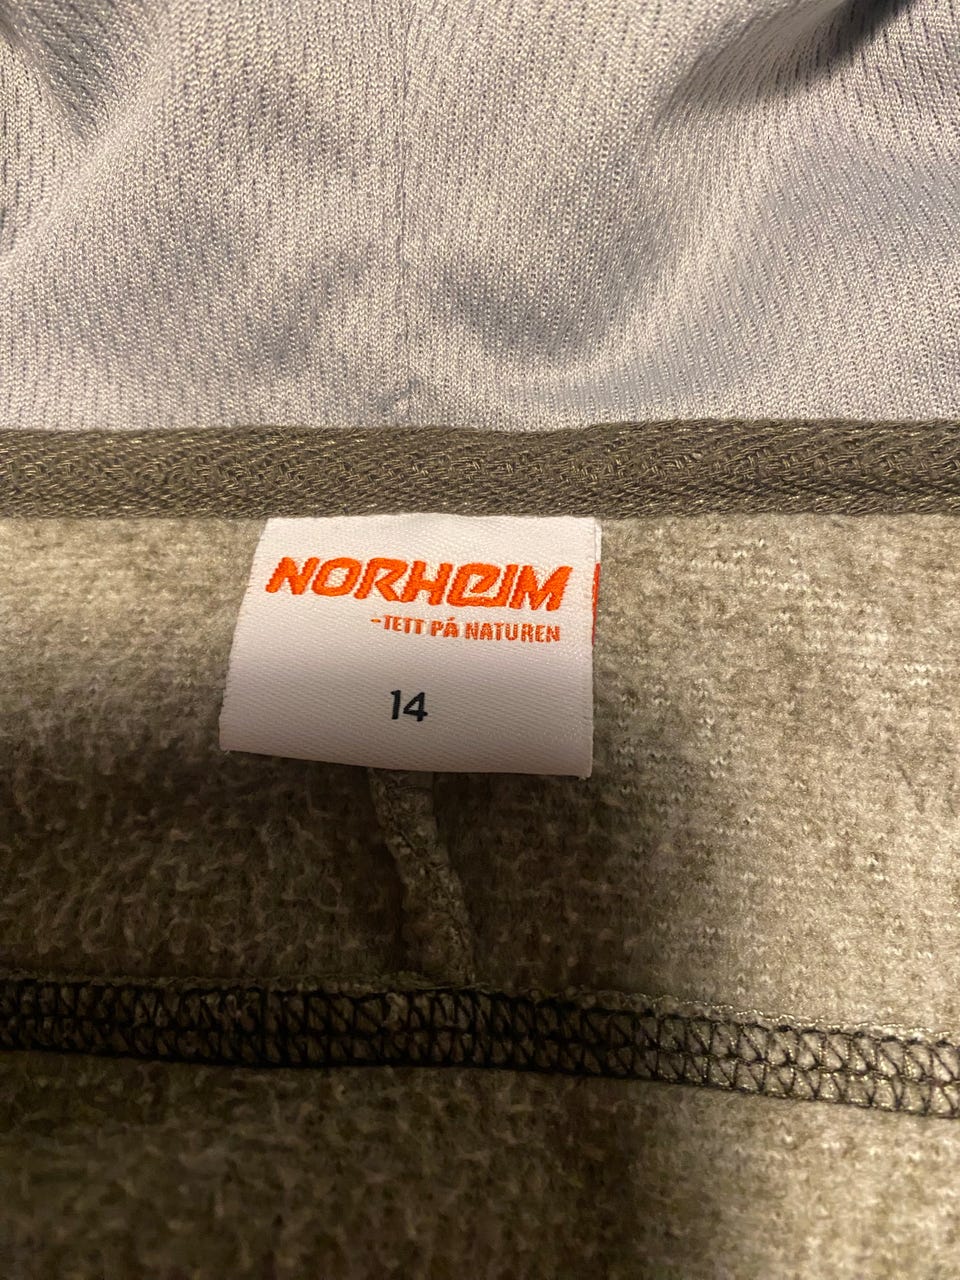 NORHEIM
-TETT PÅ NATUREN
14